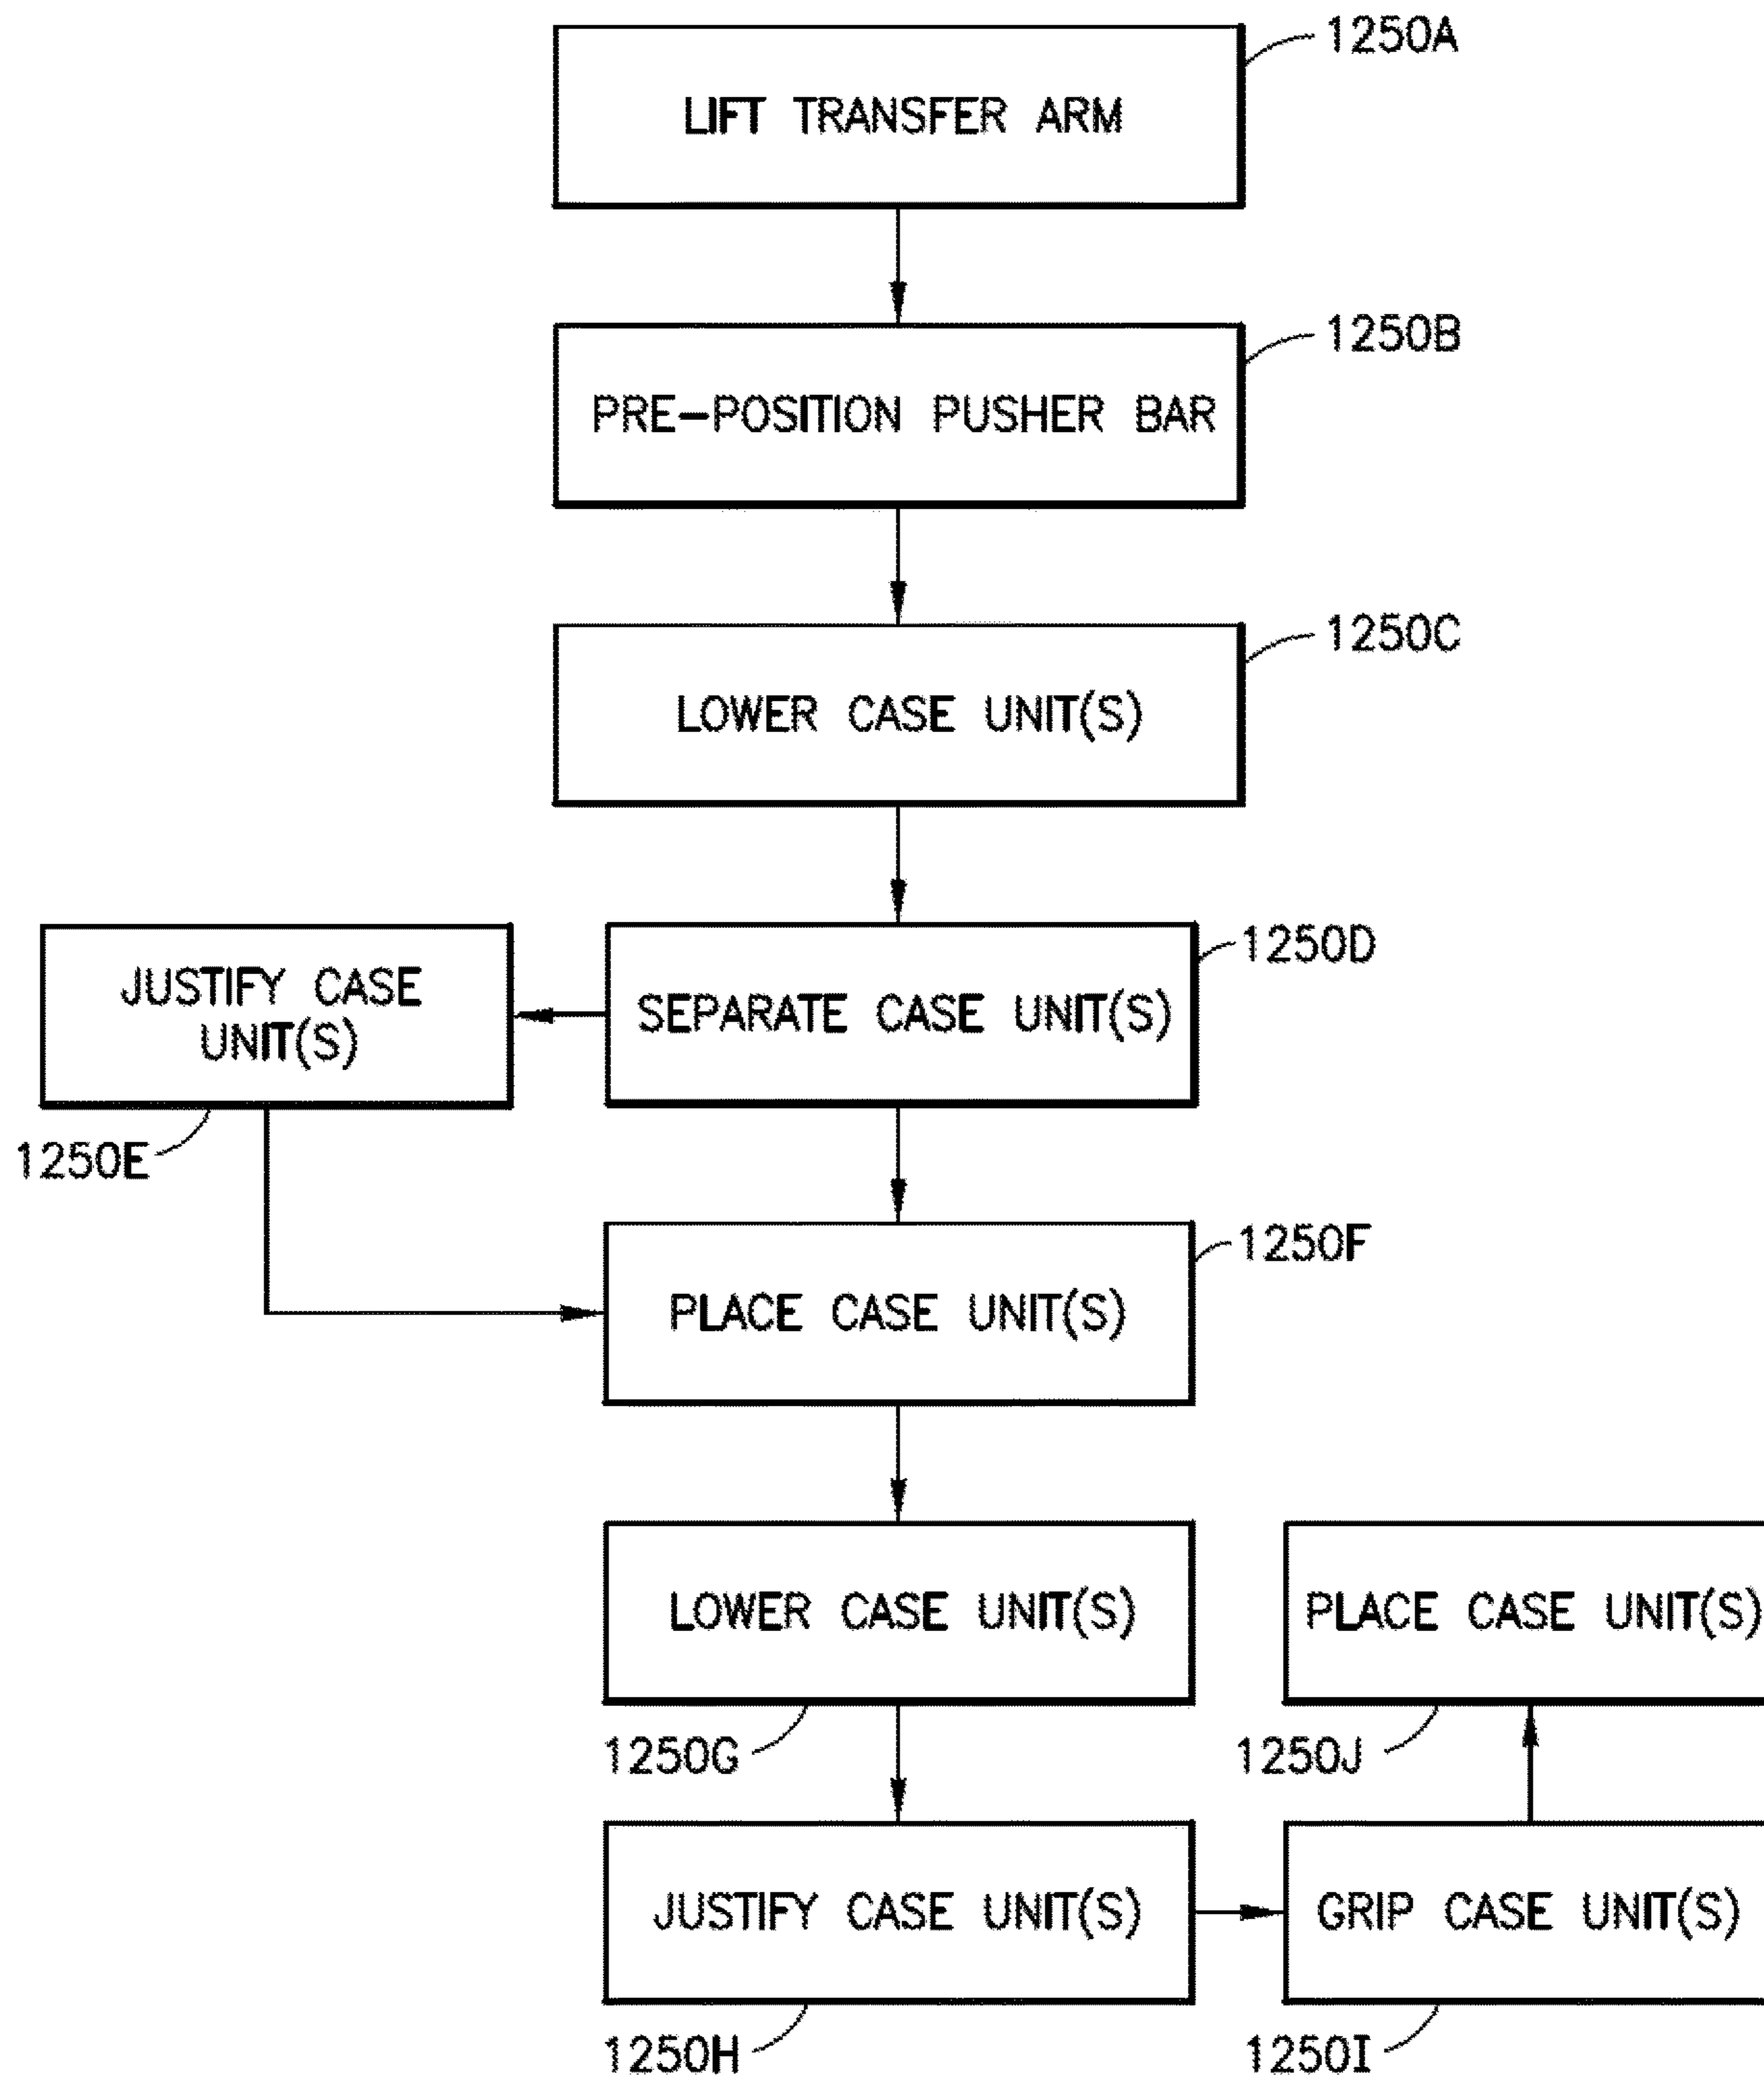 1250A
LIFT TRANSFER ARM
1250B
PRE-POSITION PUSHER BAR
1250C
LOWER CASE UNIT(S)
1250D
SEPARATE CASE UNIT(S)
JUSTIFY CASE
UNIT(S)
1250E
1250F
PLACE CASE UNIT(S)
LOWER CASE UNIT(S)
1250G
JUSTIFY CASE UNIT(S)
1250H
GRIP CASE UNIT(S)
1250I
PLACE CASE UNIT(S)
1250J